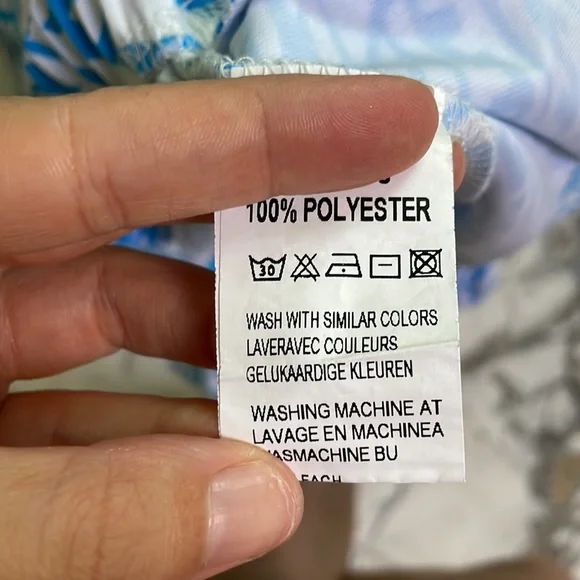 100% POLYESTER
30
WASH WITH SIMILAR COLORS
LAVERAVEC COULEURS
GELUKAARDIGE KLEUREN
WASHING MACHINE AT
LAVAGE EN MACHINEA
WASMACHINE BU